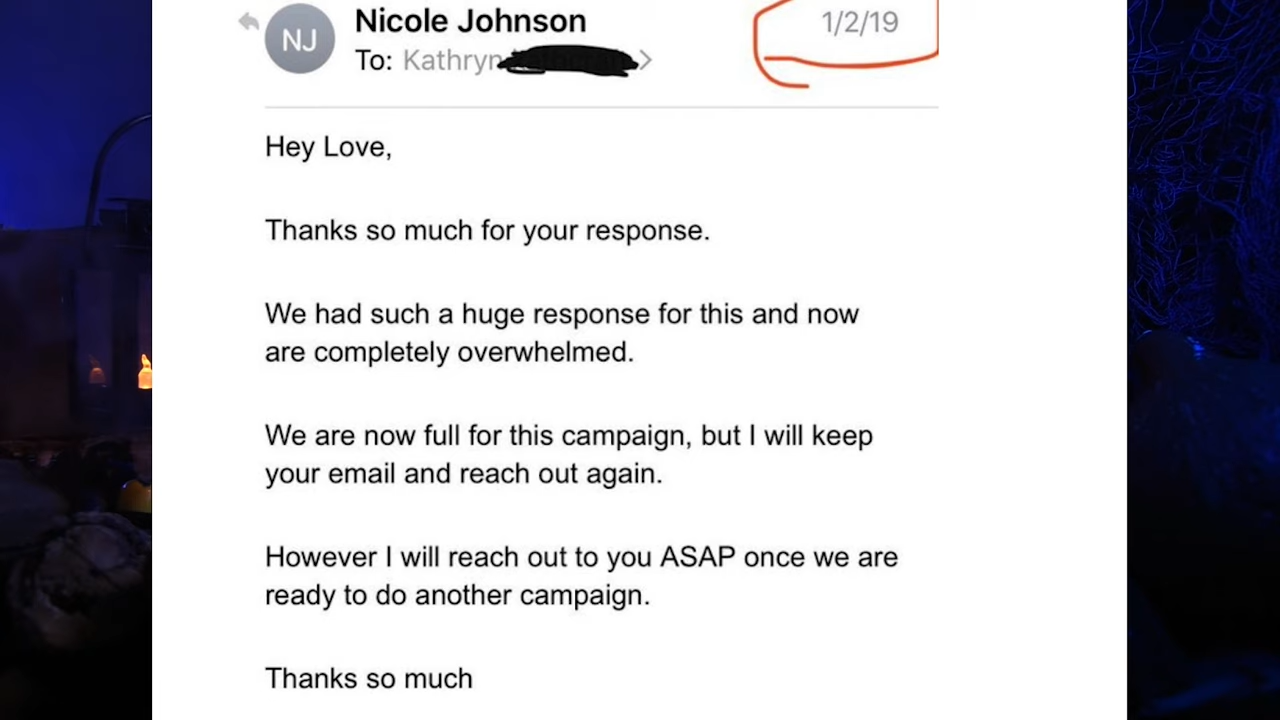 Nicole Johnson
1/2/19
NJ
To: Kathryn
Hey Love,
Thanks so much for your response.
We had such a huge response for this and now
are completely overwhelmed.
We are now full for this campaign, but I will keep
your email and reach out again.
However I will reach out to you ASAP once we are
ready to do another campaign.
Thanks so much